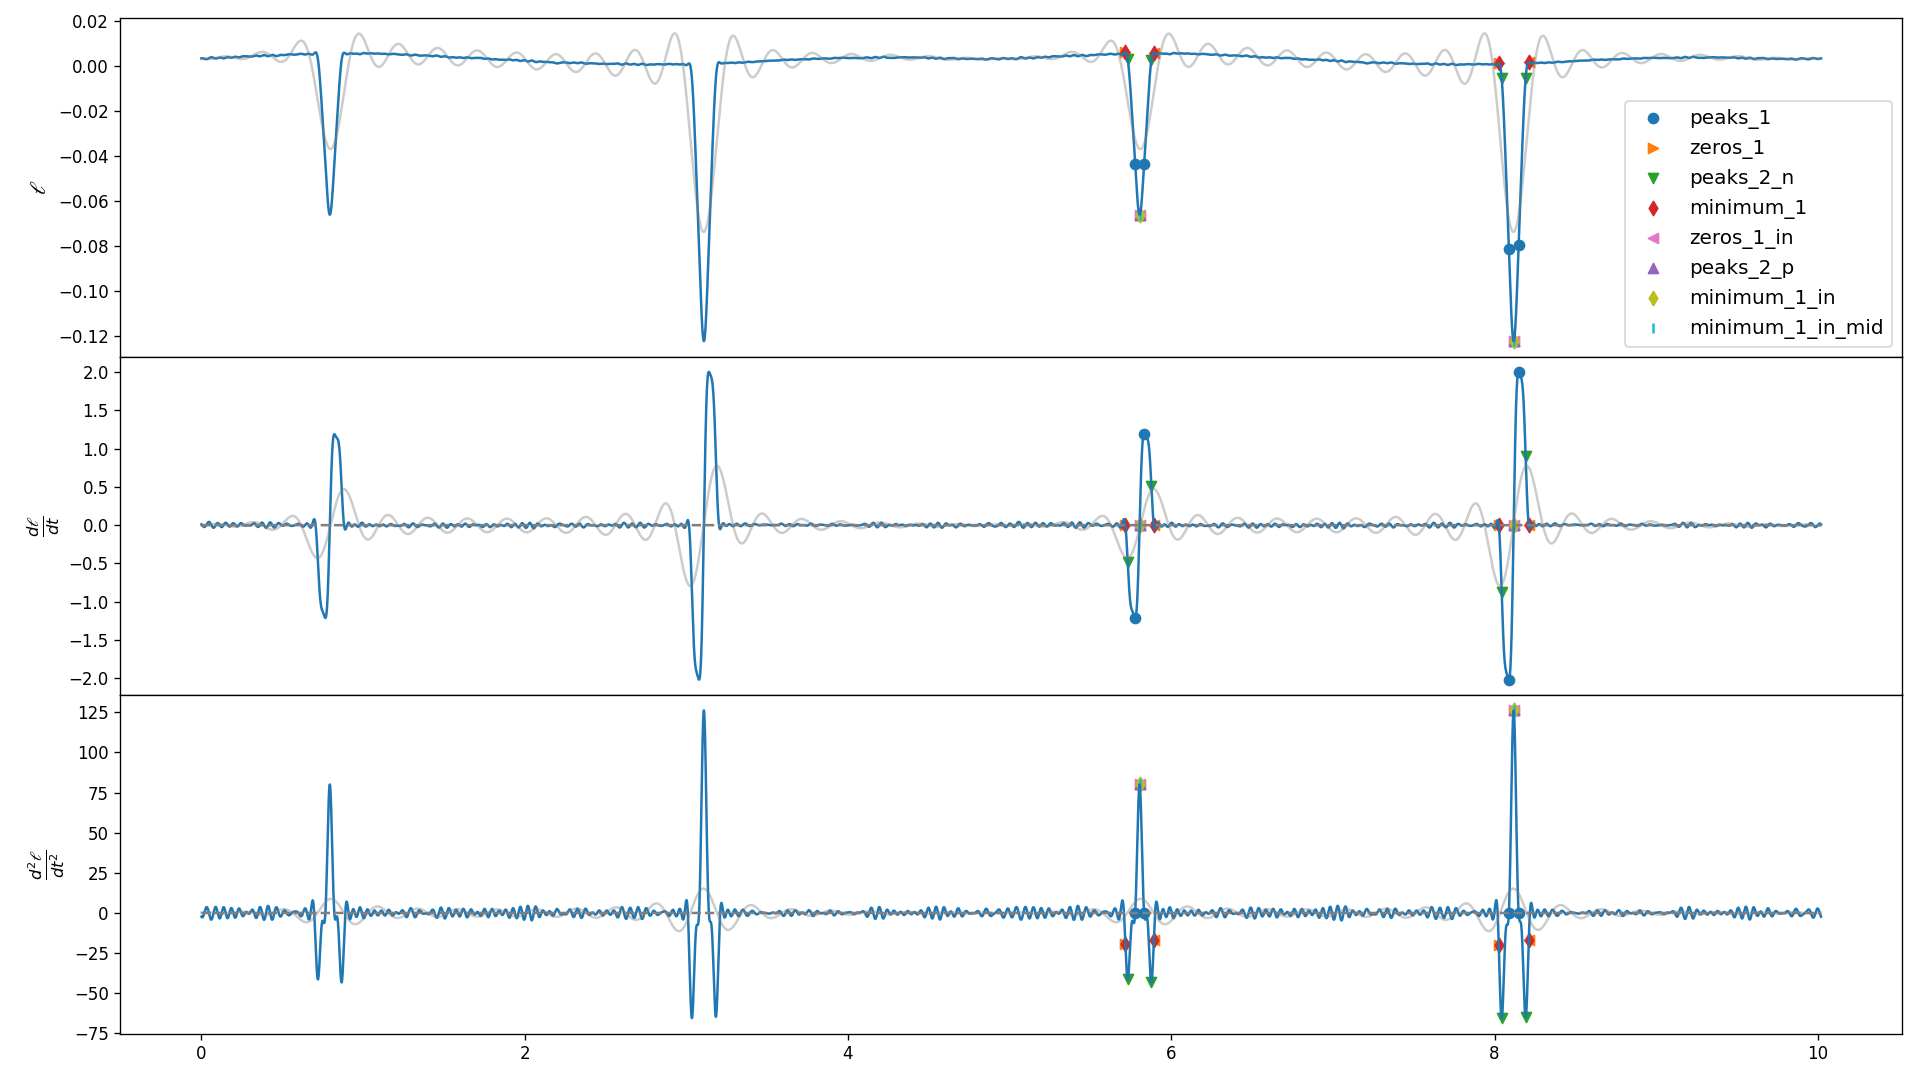 0.02
0.00
−0.02
−0.04
−0.06
−0.08
−0.10
−0.12
ℓ
peaks_1
zeros_1
peaks_2_n
minimum_1
zeros_1_in
peaks_2_p
minimum_1_in
minimum_1_in_mid
2.0
1.5
1.0
0.5
0.0
−0.5
−1.0
−1.5
−2.0
dℓ
dt
125
100
75
50
25
0
−25
−50
−75
d²ℓ
dt²
0 2 4 6 8 10